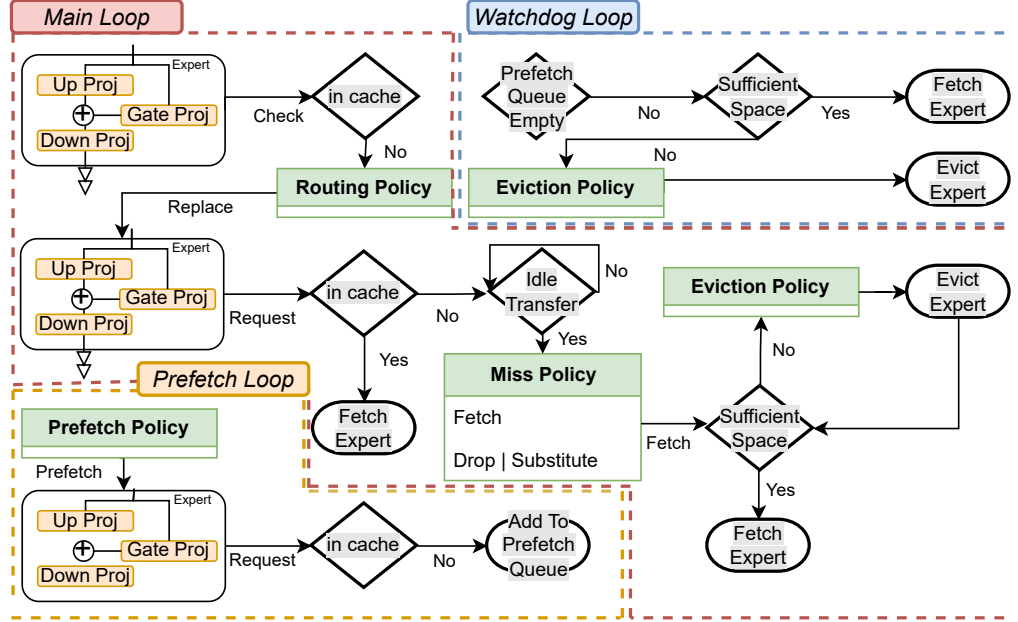 Main Loop
Expert
Up Proj
Gate Proj
Down Proj
Check
in cache
No
Routing Policy
Replace
Expert
Up Proj
Gate Proj
Down Proj
Request
in cache
No
Yes
Fetch
Expert
Idle
Transfer
No
Yes
Miss Policy
Fetch
Drop | Substitute
Fetch
Sufficient
Space
No
Eviction Policy
Evict
Expert
Yes
Fetch
Expert
Watchdog Loop
Prefetch
Queue
Empty
No
Sufficient
Space
Yes
Fetch
Expert
No
Eviction Policy
Evict
Expert
Prefetch Loop
Prefetch Policy
Prefetch
Expert
Up Proj
Gate Proj
Down Proj
Request
in cache
No
Add To
Prefetch
Queue